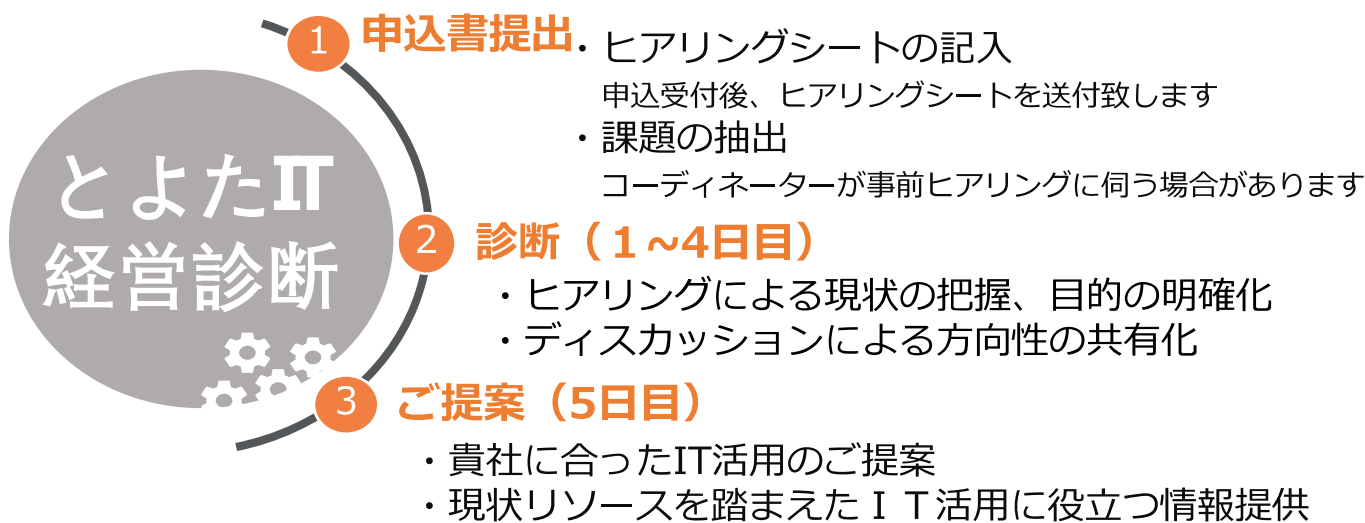 とよたIT
経営診断
1 申込書提出
・ヒアリングシートの記入
申込受付後、ヒアリングシートを送付致します
・課題の抽出
コーディネーターが事前ヒアリングに伺う場合があります
2 診断（１~4日目）
・ヒアリングによる現状の把握、目的の明確化
・ディスカッションによる方向性の共有化
3 ご提案（5日目）
・貴社に合ったIT活用のご提案
・現状リソースを踏まえたＩＴ活用に役立つ情報提供